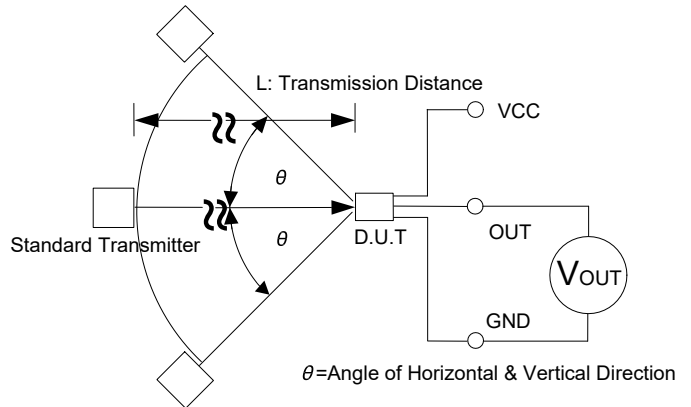 L: Transmission Distance
VCC
θ
Standard Transmitter
θ
D.U.T
OUT
VOUT
GND
θ=Angle of Horizontal & Vertical Direction